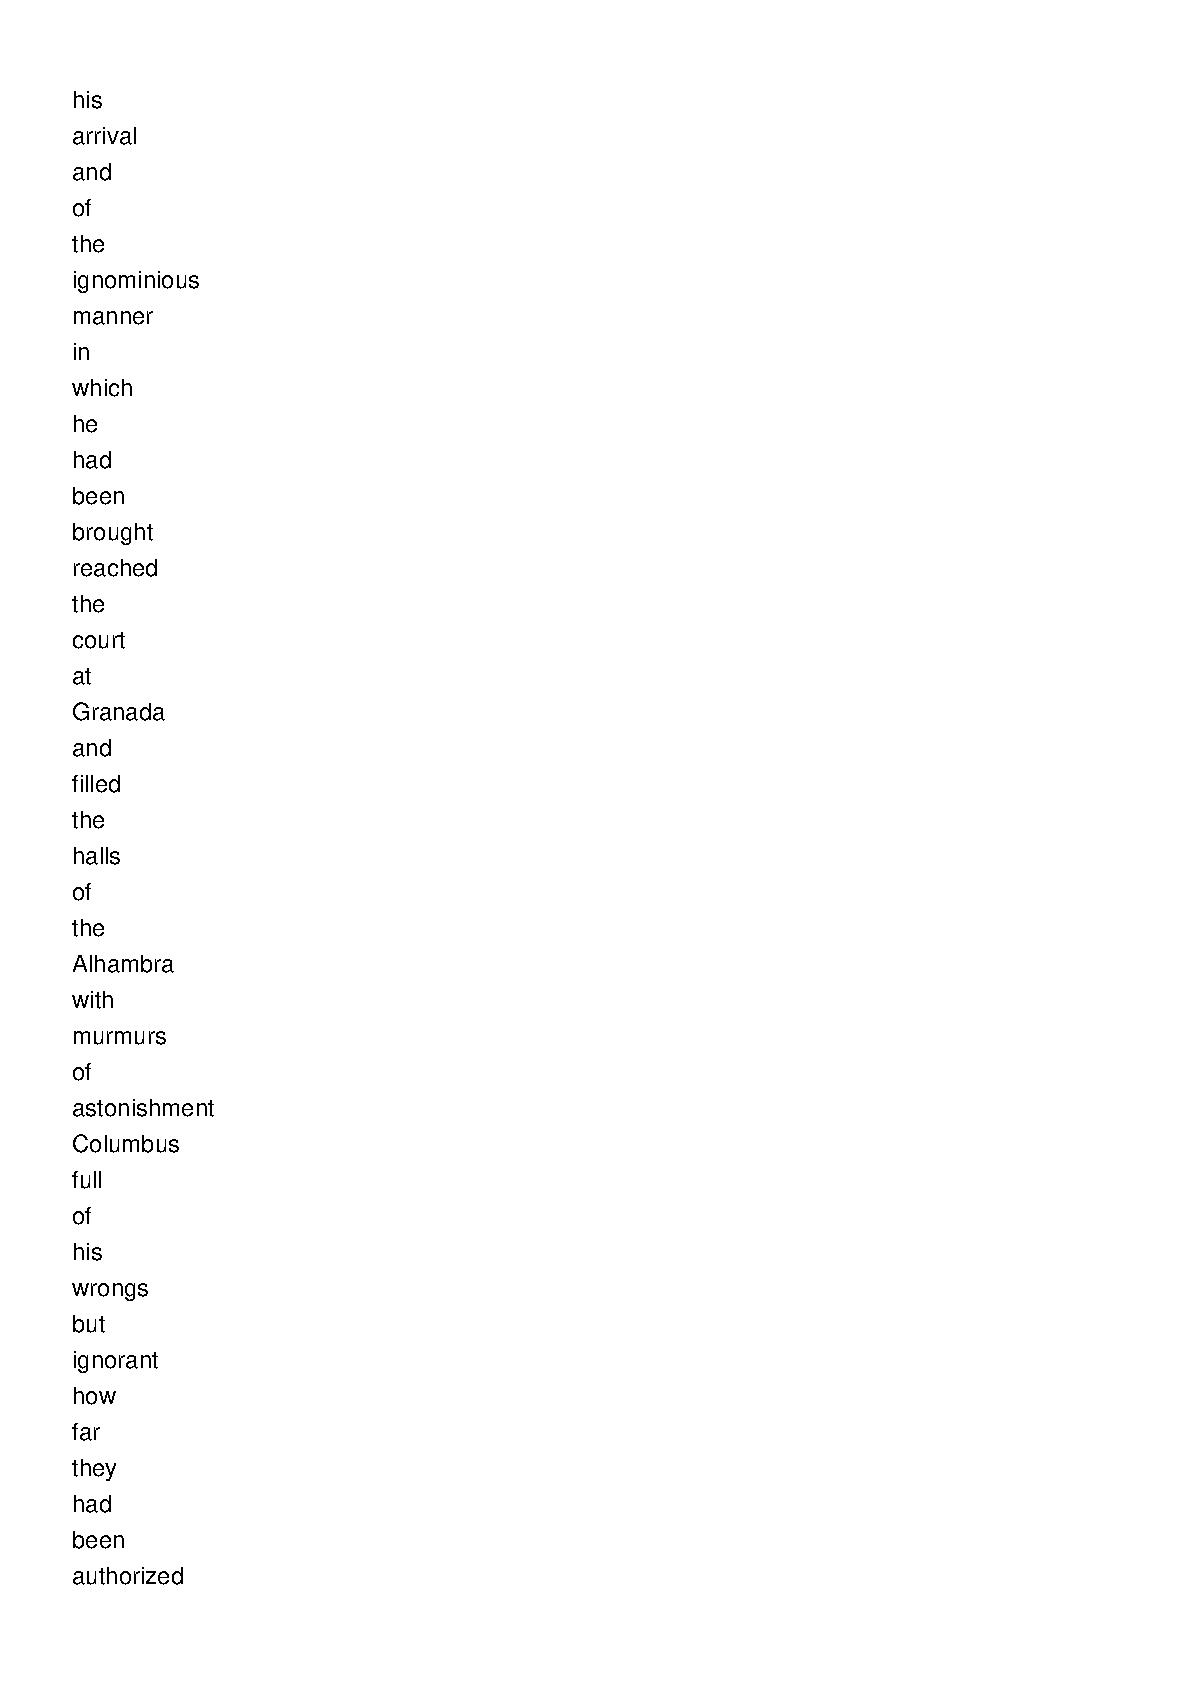 his
arrival
and
of
the
ignominious
manner
in
which
he
had
been
brought
reached
the
court
at
Granada
and
filled
the
halls
of
the
Alhambra
with
murmurs
of
astonishment
Columbus
full
of
his
wrongs
but
ignorant
how
far
they
had
been
authorized